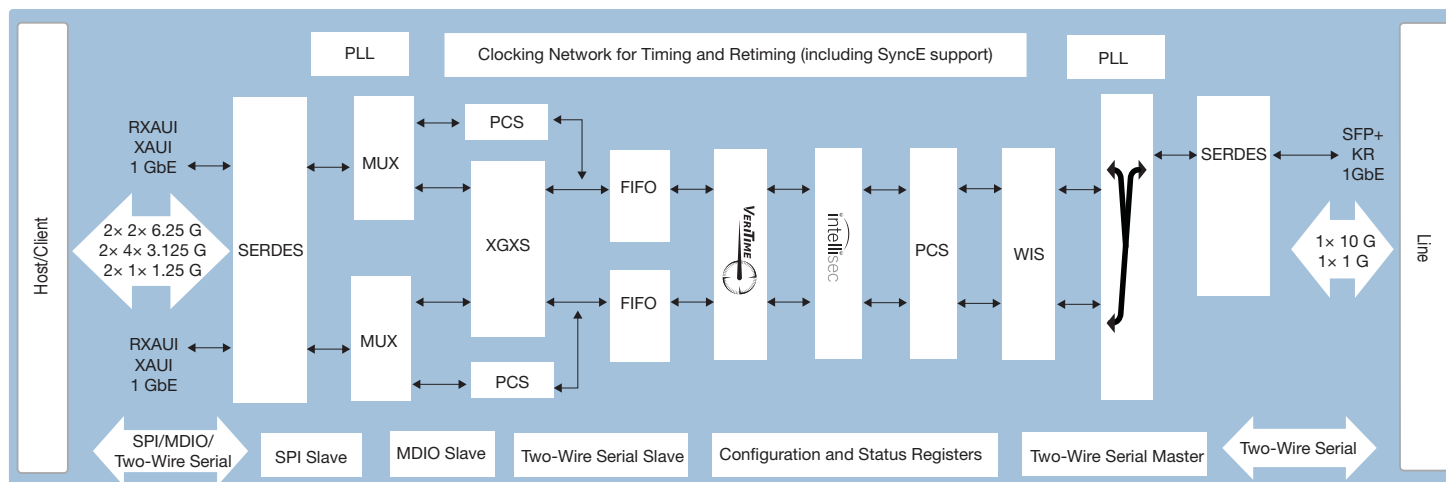 PLL
Clocking Network for Timing and Retiming (including SyncE support)
PLL
Host/Client
RXAUI
XAUI
1 GbE
2× 2× 6.25 G
2× 4× 3.125 G
2× 1× 1.25 G
RXAUI
XAUI
1 GbE
SERDES
MUX
MUX
PCS
XGXS
PCS
FIFO
FIFO
VERITIME
intellisec
PCS
WIS
SERDES
SFP+
KR
1GbE
1× 10 G
1× 1 G
Line
SPI/MDIO/
Two-Wire Serial
SPI Slave
MDIO Slave
Two-Wire Serial Slave
Configuration and Status Registers
Two-Wire Serial Master
Two-Wire Serial